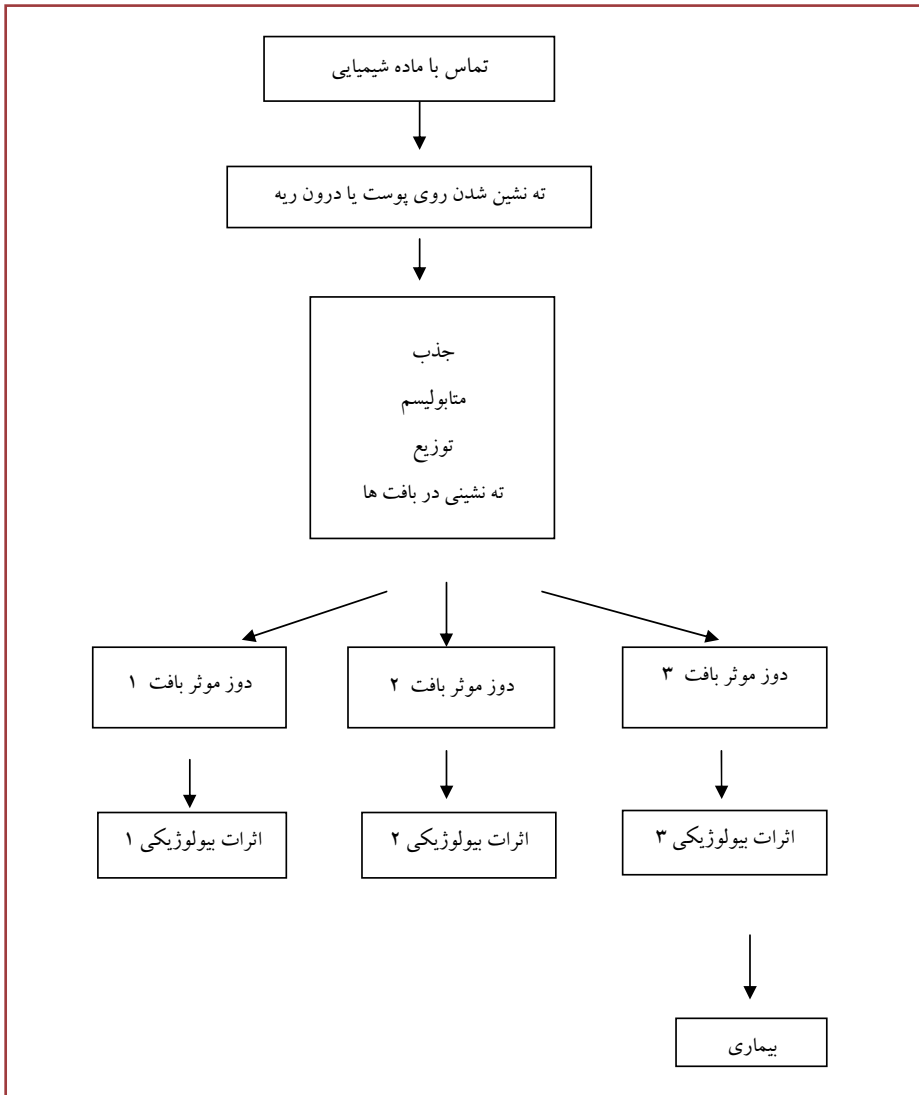 تماس با ماده شیمیایی
ته نشین شدن روی پوست یا درون ریه
جذب
متابولیسم
توزیع
ته نشینی در بافت ها
دوز موثر بافت ۳
دوز موثر بافت ۲
دوز موثر بافت ۱
اثرات بیولوژیکی ۳
اثرات بیولوژیکی ۲
اثرات بیولوژیکی ۱
بیماری